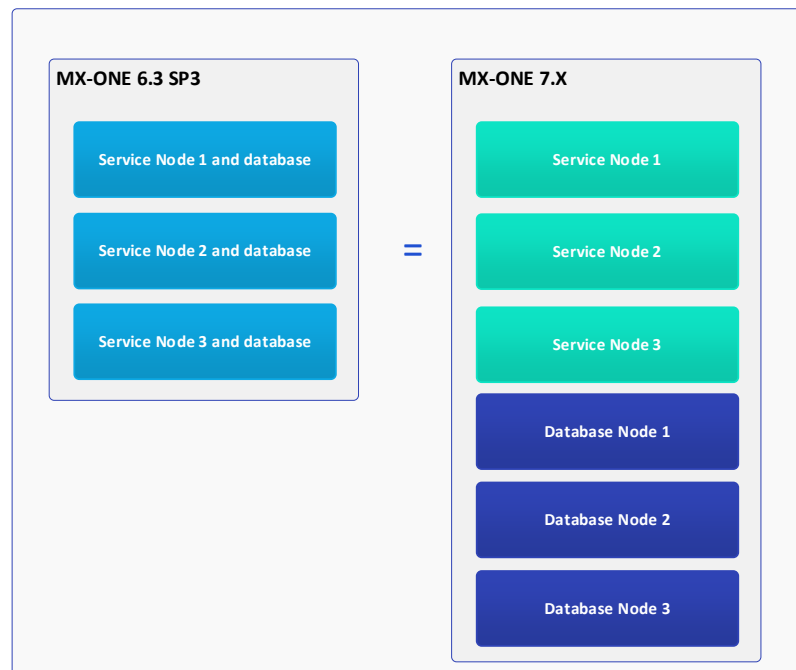 MX-ONE 6.3 SP3
Service Node 1 and database
Service Node 2 and database
Service Node 3 and database
=
MX-ONE 7.X
Service Node 1
Service Node 2
Service Node 3
Database Node 1
Database Node 2
Database Node 3